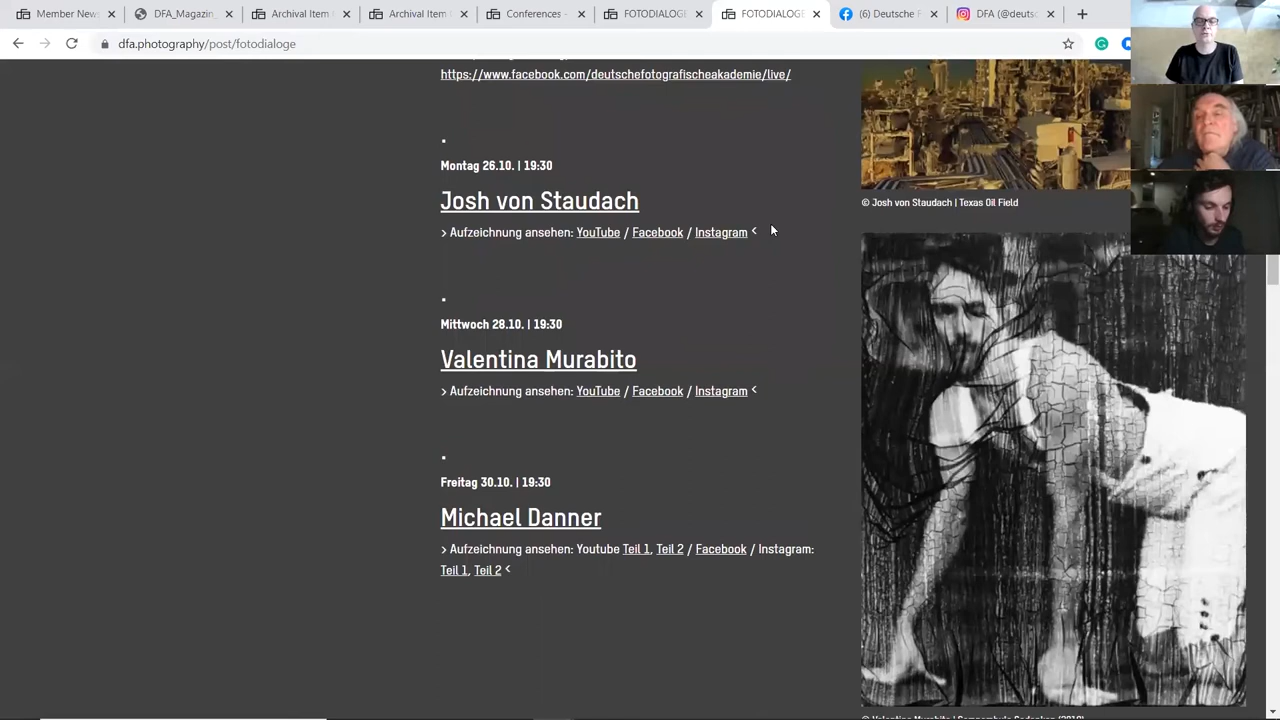 Member News
DFA_Magazin_
Archival Item
Archival Item
Conferences -
FOTODIALOGE
FOTODIALOGE
(6) Deutsche F
DFA (@deuts
dfa.photography/post/fotodialoge
https://www.facebook.com/deutschefotografischeakademie/live/
.
Montag 26.10. | 19:30
Josh von Staudach
> Aufzeichnung ansehen: YouTube / Facebook / Instagram <
.
Mittwoch 28.10. | 19:30
Valentina Murabito
> Aufzeichnung ansehen: YouTube / Facebook / Instagram <
.
Freitag 30.10. | 19:30
Michael Danner
> Aufzeichnung ansehen: Youtube Teil 1, Teil 2 / Facebook / Instagram:
Teil 1, Teil 2 <
© Josh von Staudach | Texas Oil Field